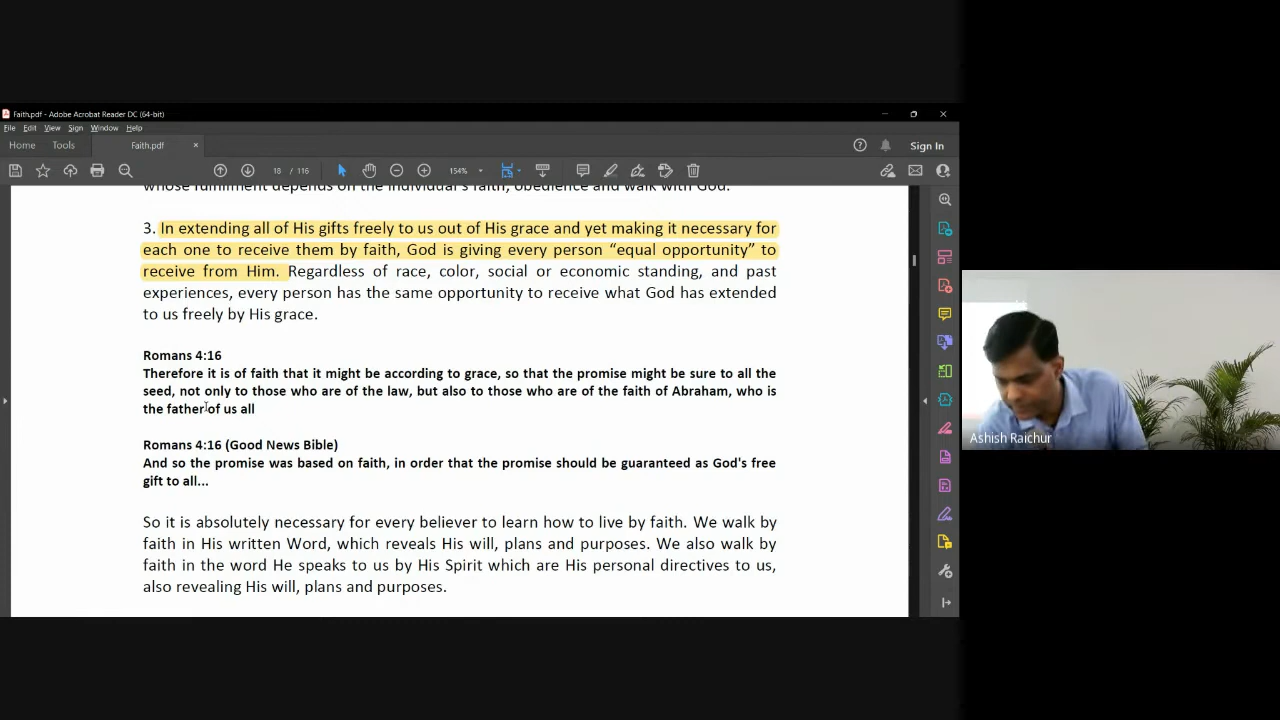 Faith.pdf - Adobe Acrobat Reader DC (64-bit)
File Edit View Sign Window Help
Home Tools Faith.pdf × Sign In
18 / 116 154%
whose fulfilment depends on the individual's faith, obedience and walk with God.
3. In extending all of His gifts freely to us out of His grace and yet making it necessary for
each one to receive them by faith, God is giving every person “equal opportunity” to
receive from Him. Regardless of race, color, social or economic standing, and past
experiences, every person has the same opportunity to receive what God has extended
to us freely by His grace.
Romans 4:16
Therefore it is of faith that it might be according to grace, so that the promise might be sure to all the
seed, not only to those who are of the law, but also to those who are of the faith of Abraham, who is
the father of us all
Romans 4:16 (Good News Bible)
And so the promise was based on faith, in order that the promise should be guaranteed as God's free
gift to all...
So it is absolutely necessary for every believer to learn how to live by faith. We walk by
faith in His written Word, which reveals His will, plans and purposes. We also walk by
faith in the word He speaks to us by His Spirit which are His personal directives to us,
also revealing His will, plans and purposes.
Ashish Raichur